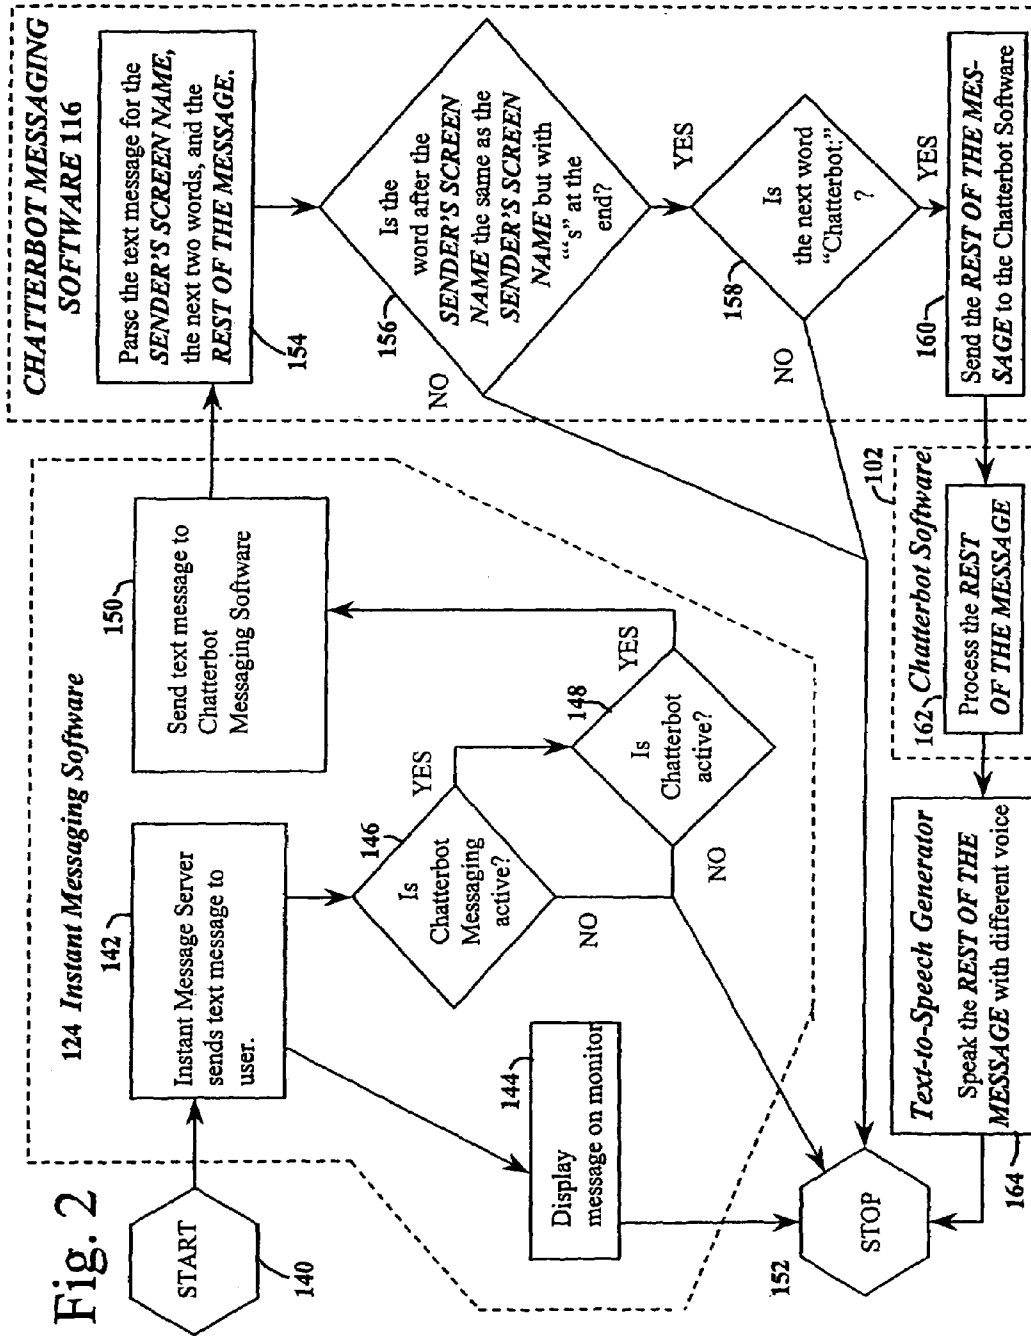 Fig. 2
START
140
124 Instant Messaging Software
142
Instant Message Server
sends text message to
user.
144
Display
message on monitor
146
Is
Chatterbot
Messaging
active?
YES
NO
148
Is
Chatterbot
active?
YES
NO
150
Send text message to
Chatterbot
Messaging Software
152
STOP
CHATTERBOT MESSAGING
SOFTWARE 116
Parse the text message for the
SENDER'S SCREEN NAME,
the next two words, and the
REST OF THE MESSAGE.
154
156
Is the
word after the
SENDER'S SCREEN
NAME the same as the
SENDER'S SCREEN
NAME but with
"'s" at the
end?
NO
YES
158
Is
the next word
"Chatterbot:"
?
NO
YES
160
Send the REST OF THE MES-
SAGE to the Chatterbot Software
102
162 Chatterbot Software
Process the REST
OF THE MESSAGE
Text-to-Speech Generator
Speak the REST OF THE
MESSAGE with different voice
164